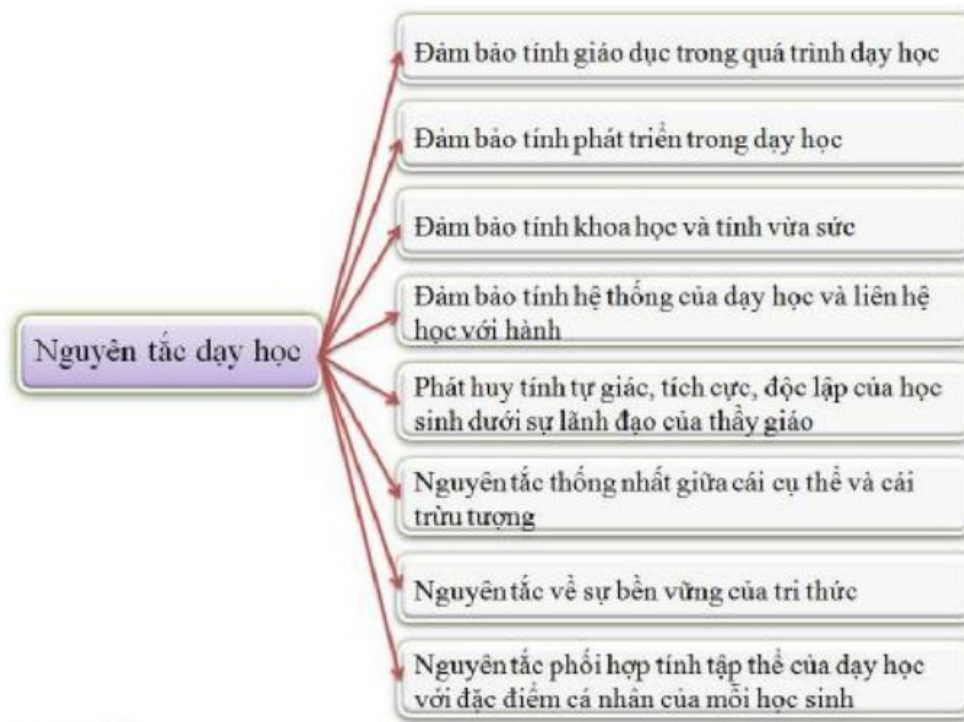 Nguyên tắc dạy học
Đảm bảo tính giáo dục trong quá trình dạy học
Đảm bảo tính phát triển trong dạy học
Đảm bảo tính khoa học và tính vừa sức
Đảm bảo tính hệ thống của dạy học và liên hệ
học với hành
Phát huy tính tự giác, tích cực, độc lập của học
sinh dưới sự lãnh đạo của thầy giáo
Nguyên tắc thống nhất giữa cái cụ thể và cái
trừu tượng
Nguyên tắc về sự bền vững của tri thức
Nguyên tắc phối hợp tính tập thể của dạy học
với đặc điểm cá nhân của mỗi học sinh